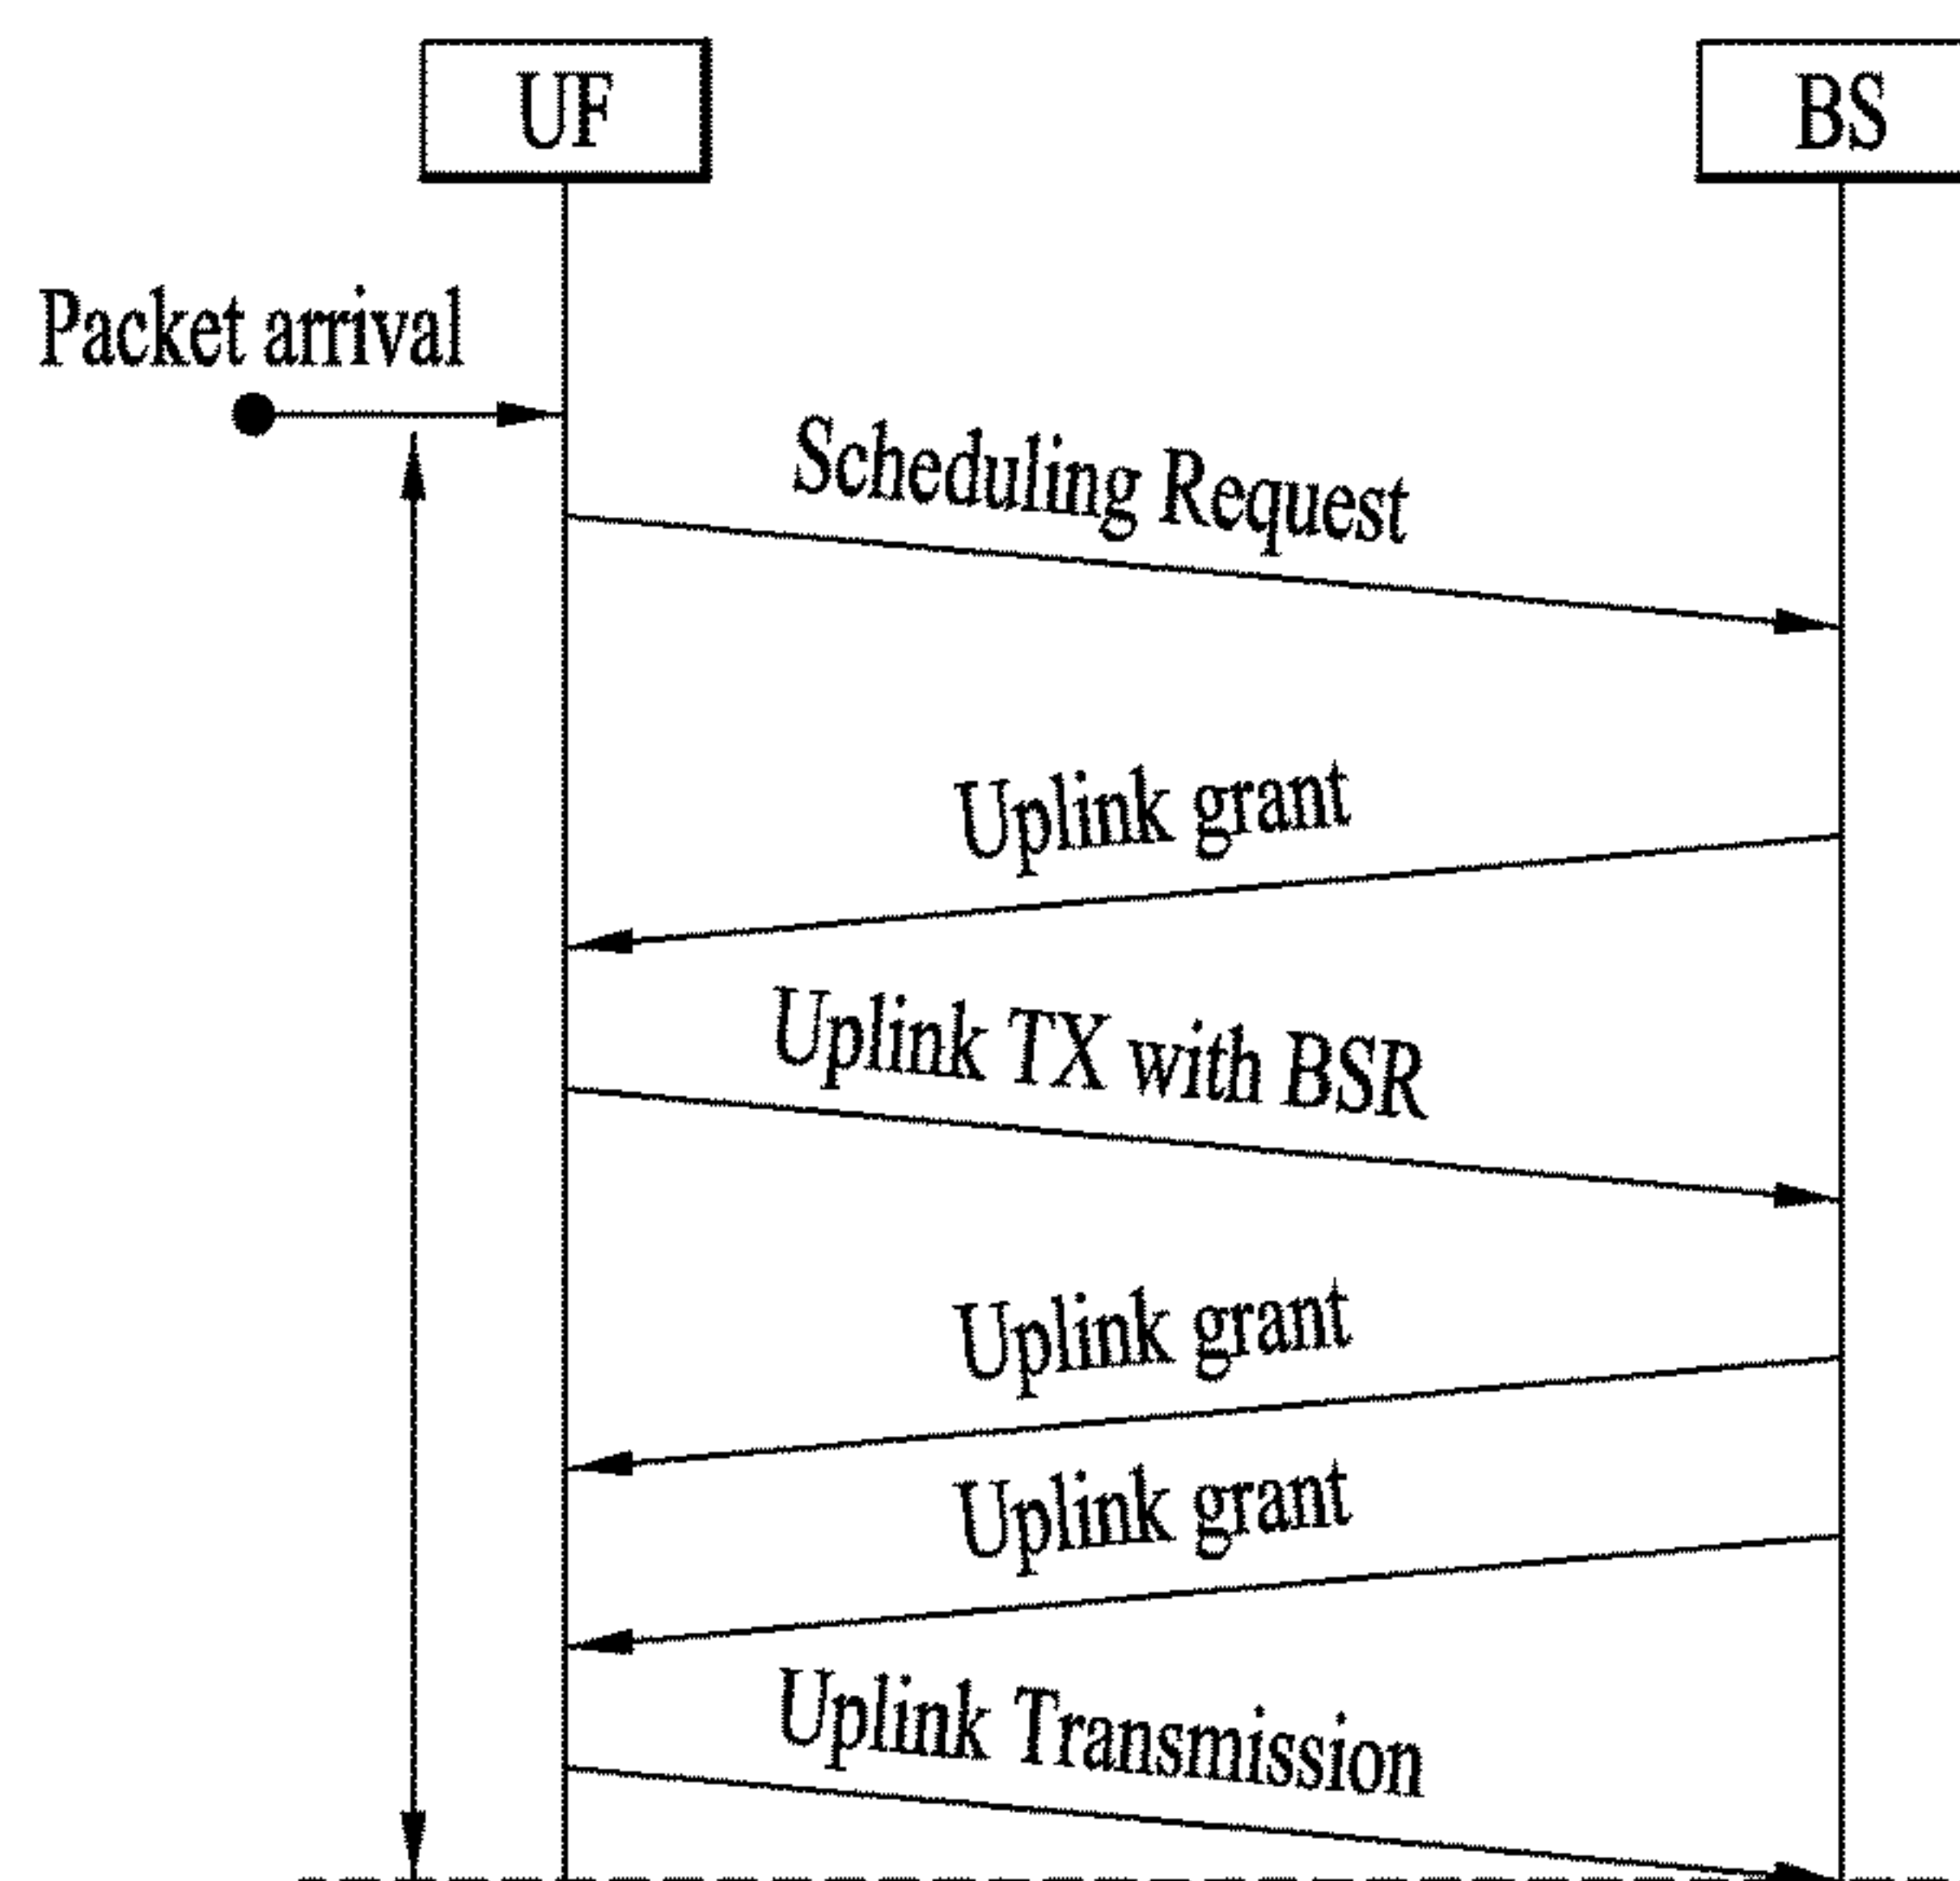 UF
BS
Packet arrival
Scheduling Request
Uplink grant
Uplink TX with BSR
Uplink grant
Uplink grant
Uplink Transmission